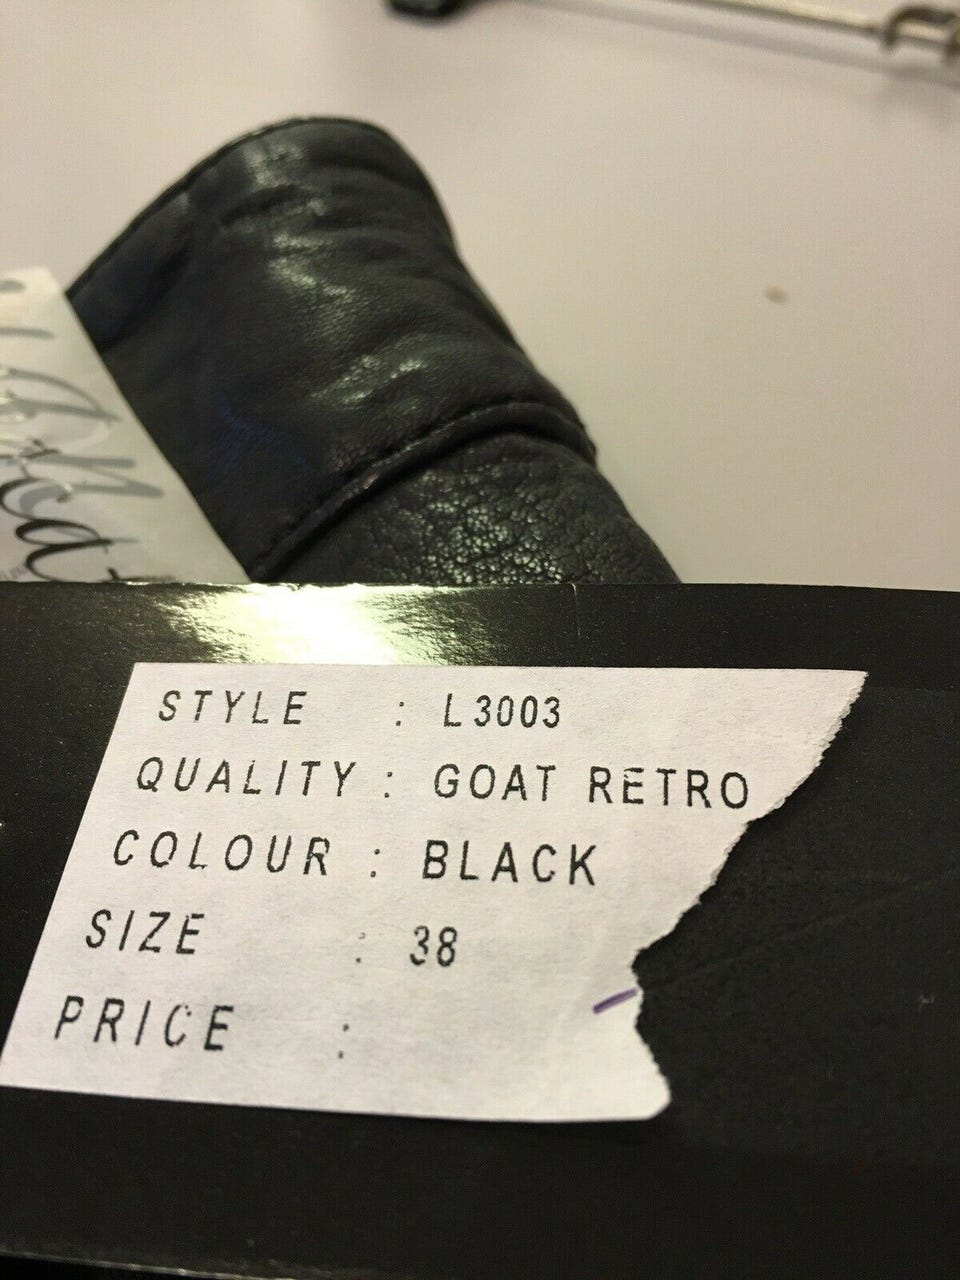 STYLE : L3003
QUALITY : GOAT RETRO
COLOUR : BLACK
SIZE : 38
PRICE :